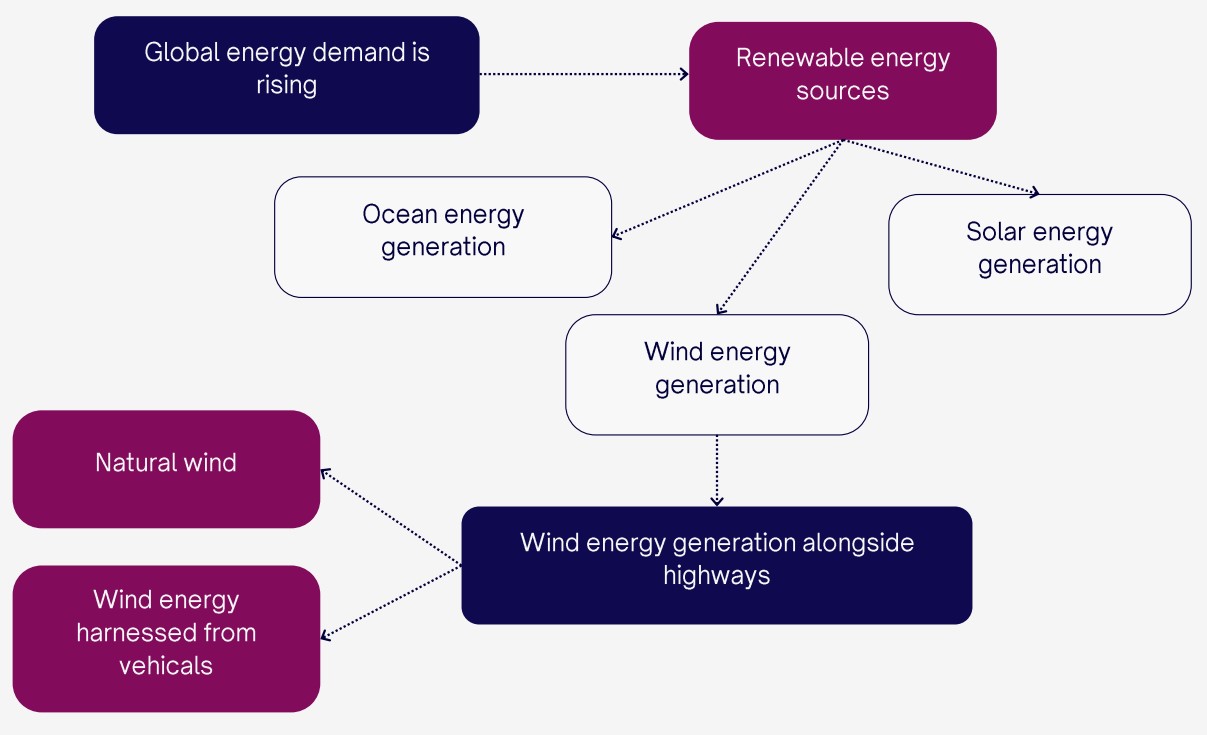 Global energy demand is
rising
Renewable energy
sources
Ocean energy
generation
Solar energy
generation
Wind energy
generation
Natural wind
Wind energy generation alongside
highways
Wind energy
harnessed from
vehicals